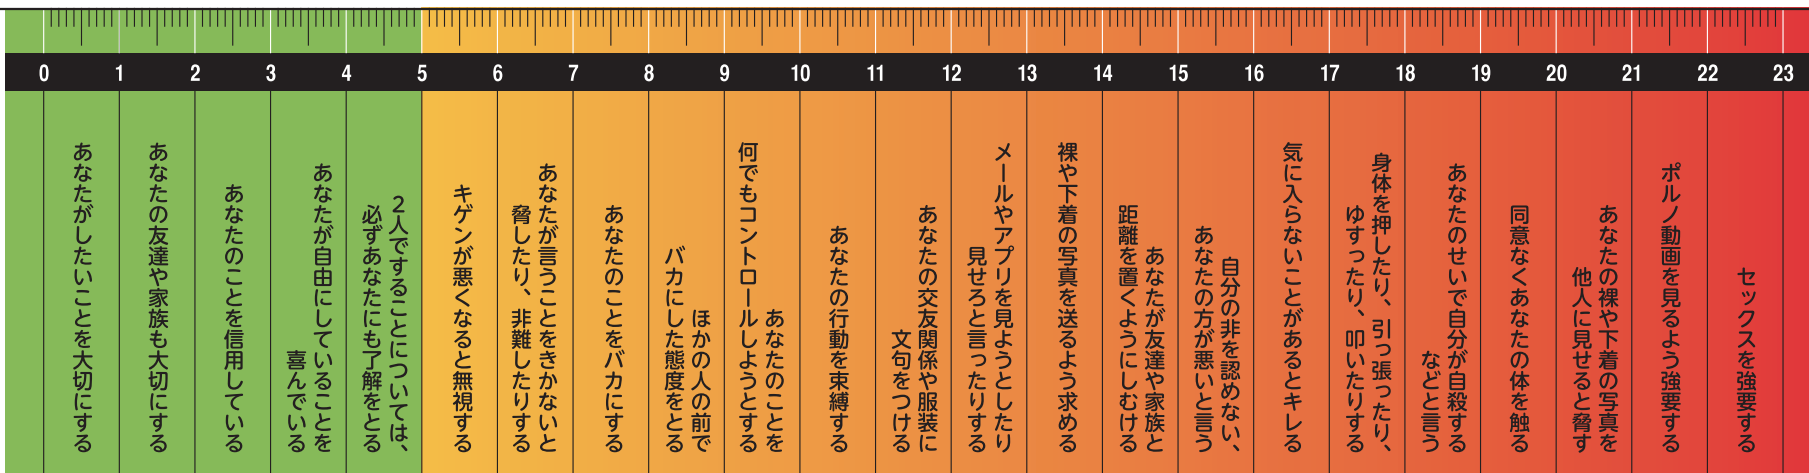 0 1 2 3 4 5 6 7 8 9 10 11 12 13 14 15 16 17 18 19 20 21 22 23
あなたがしたいことを大切にする
あなたの友達や家族も大切にする
あなたのことを信用している
あなたが自由にしていることを
喜んでいる
2人ですることについては、
必ずあなたにも了解をとる
キゲンが悪くなると無視する
あなたが言うことをきかないと
脅したり、非難したりする
あなたのことをバカにする
ほかの人の前で
バカにした態度をとる
あなたのことを
何でもコントロールしようとする
あなたの行動を束縛する
あなたの交友関係や服装に
文句をつける
メールやアプリを見ようとしたり
見せろと言ったりする
裸や下着の写真を送るよう求める
あなたが友達や家族と
距離を置くようにしむける
自分の非を認めない、
あなたの方が悪いと言う
気に入らないことがあるとキレる
身体を押したり、引っ張ったり、
ゆすったり、叩いたりする
あなたのせいで自分が自殺する
などと言う
同意なくあなたの体を触る
あなたの裸や下着の写真を
他人に見せると脅す
ポルノ動画を見るよう強要する
セックスを強要する